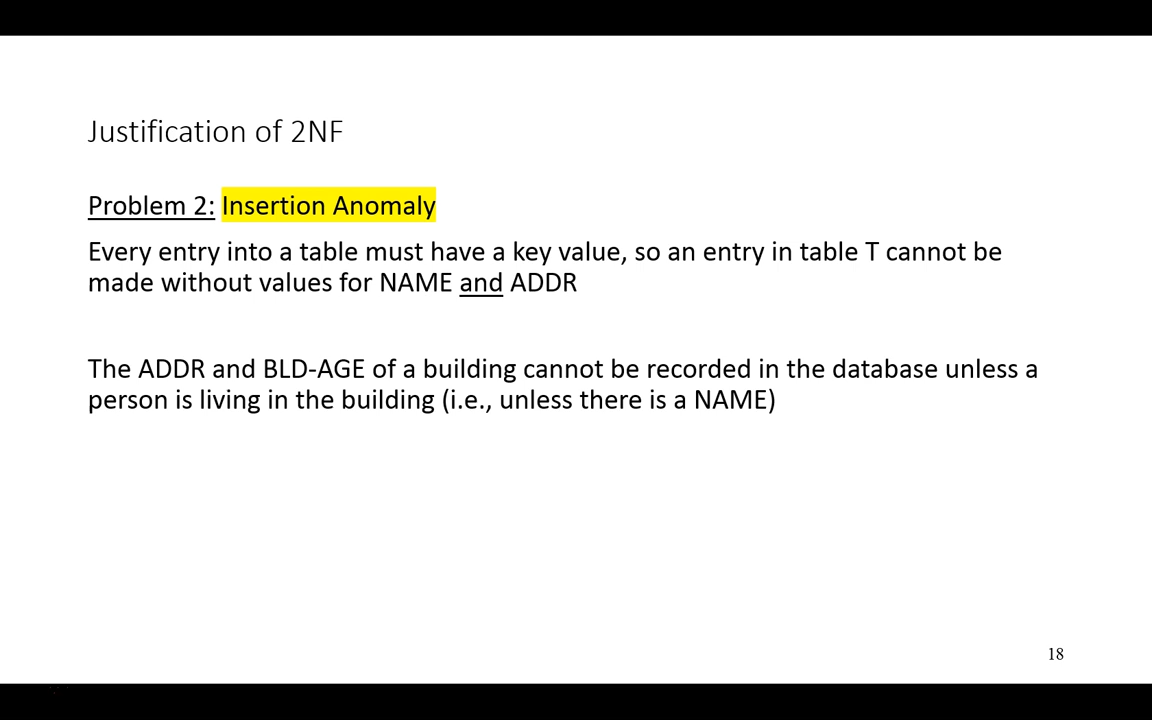 Justification of 2NF
Problem 2: Insertion Anomaly
Every entry into a table must have a key value, so an entry in table T cannot be
made without values for NAME and ADDR
The ADDR and BLD-AGE of a building cannot be recorded in the database unless a
person is living in the building (i.e., unless there is a NAME)
18